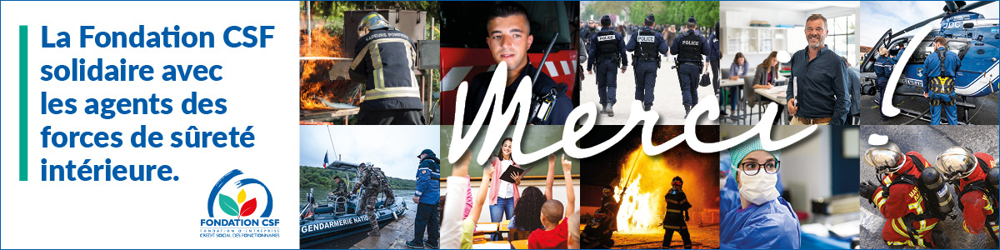 La Fondation CSF
solidaire avec
les agents des
forces de sûreté
intérieure.
FONDATION CSF
FONDATION D'ENTREPRISE
CRÉDIT SOCIAL DES FONCTIONNAIRES
SAPEURS POMPIERS
POLICE
POLICE
POLICE
GENDARMERIE NATIO
Merci !